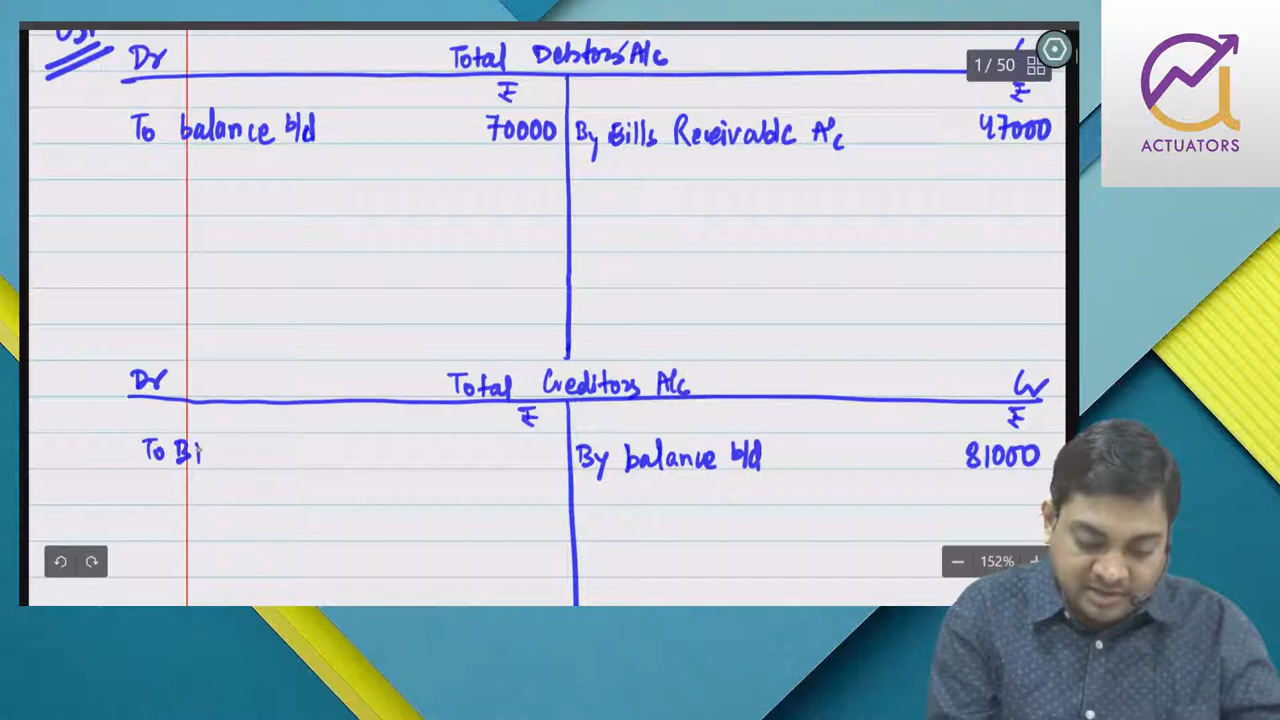 Dr Total Debtors A/c
1 / 50
₹ ₹
To balance b/d 70000 By Bills Receivable A/c 47000
Dr Total Creditors A/c Cr
₹ ₹
To Bi By balance b/d 81000
152%
ACTUATORS